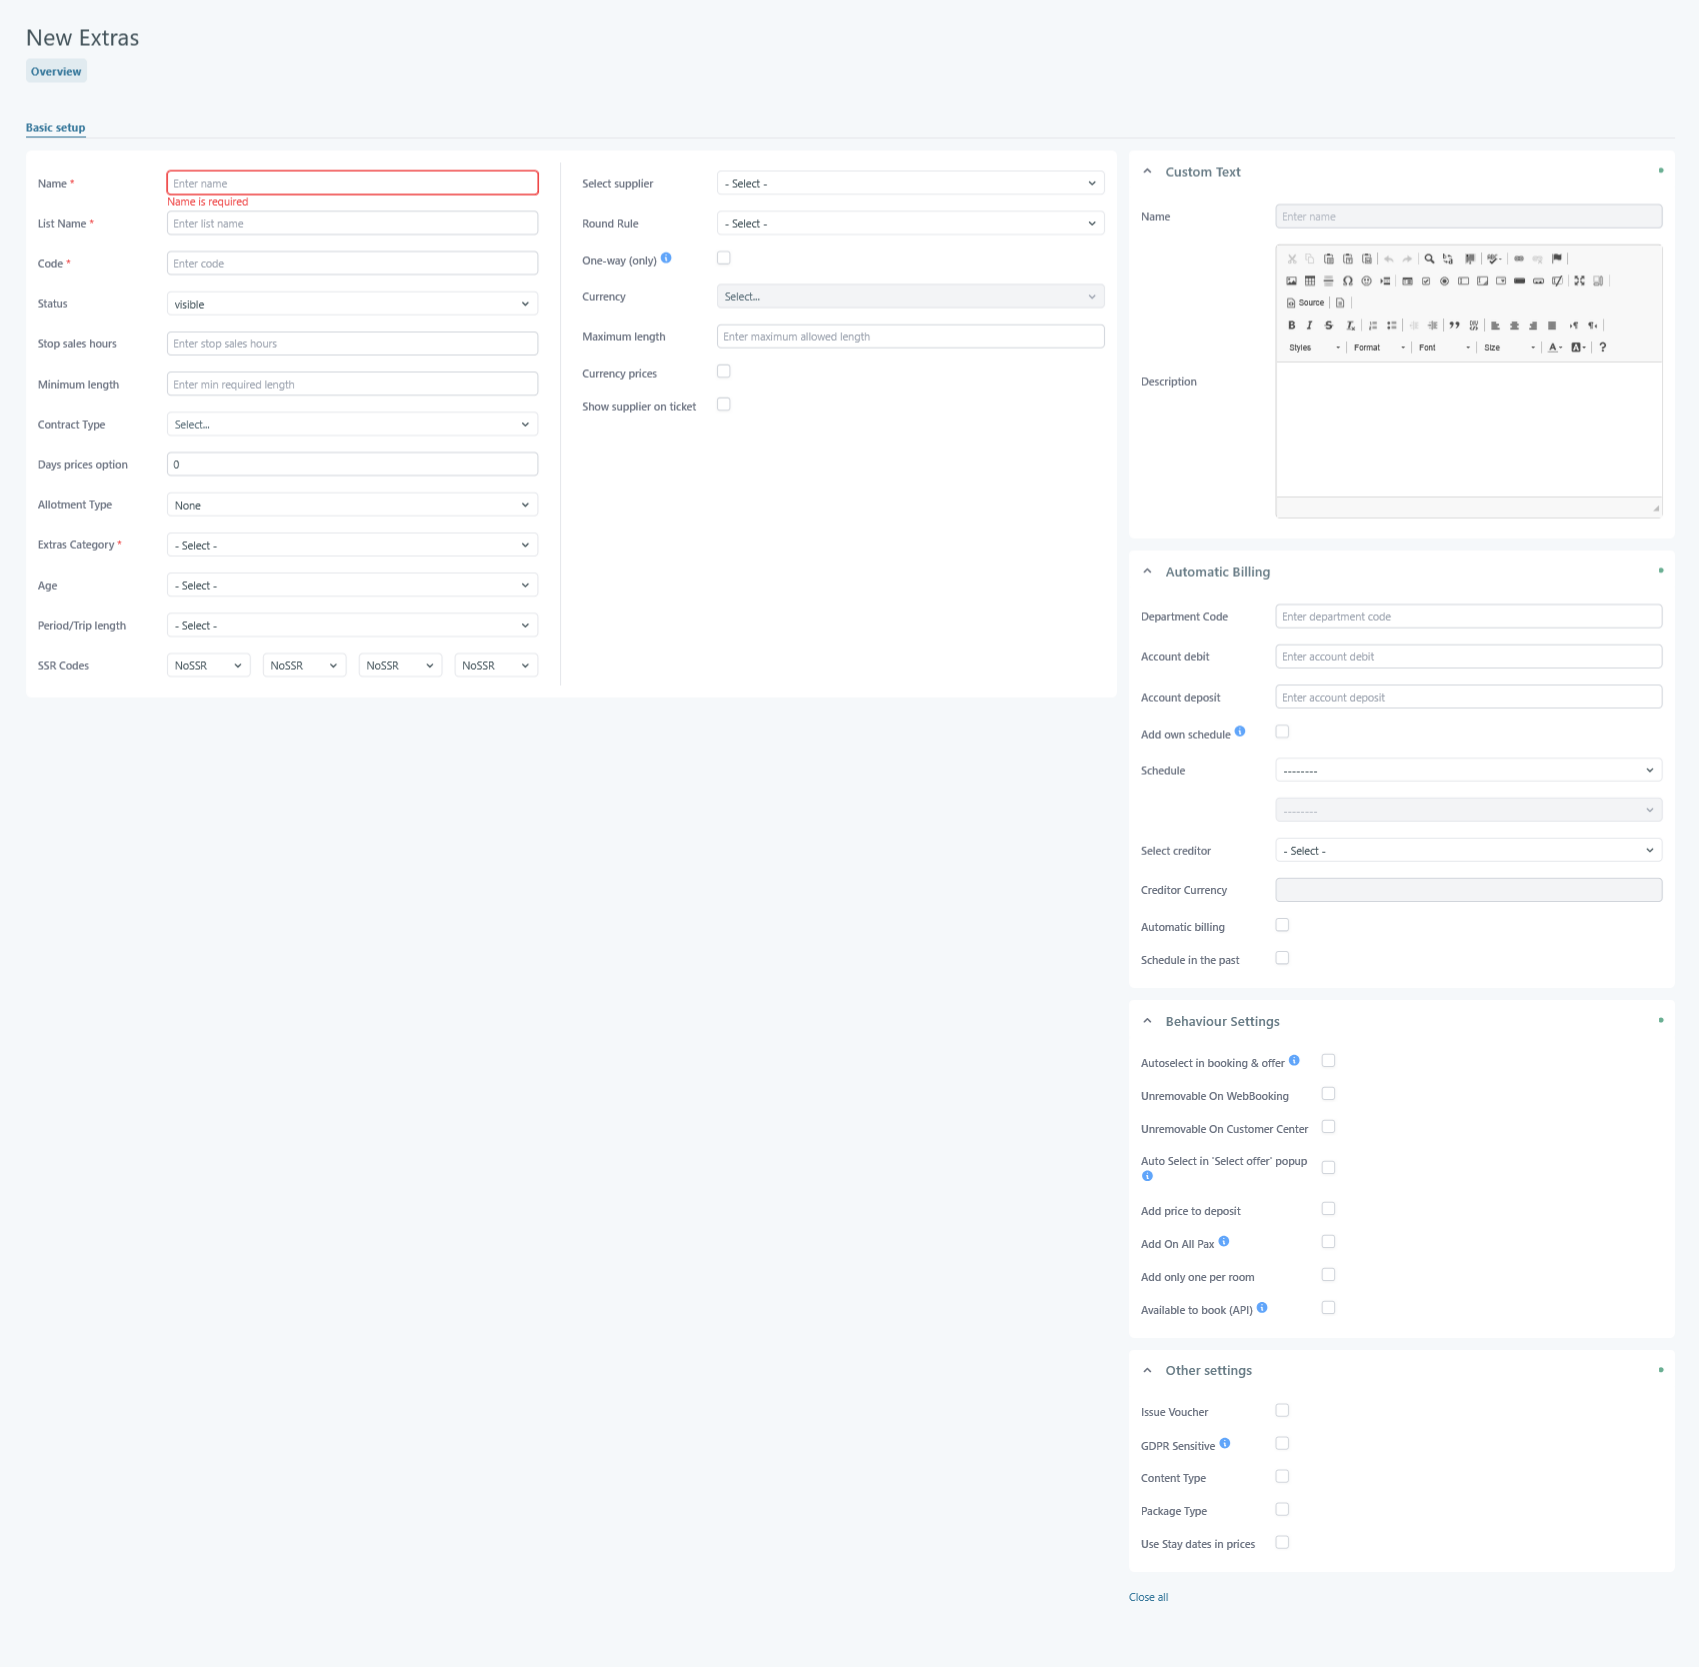 New Extras
Overview
Basic setup
Name * Enter name
Name is required
List Name * Enter list name
Code * Enter code
Status visible
Stop sales hours Enter stop sales hours
Minimum length Enter min required length
Contract Type Select...
Days prices option 0
Allotment Type None
Extras Category * - Select -
Age - Select -
Period/Trip length - Select -
SSR Codes NoSSR NoSSR NoSSR NoSSR
Select supplier - Select -
Round Rule - Select -
One-way (only)
Currency Select...
Maximum length Enter maximum allowed length
Currency prices
Show supplier on ticket
Custom Text
Name Enter name
Source
Styles Format Font Size ?
Description
Automatic Billing
Department Code Enter department code
Account debit Enter account debit
Account deposit Enter account deposit
Add own schedule
Schedule --------
--------
Select creditor - Select -
Creditor Currency
Automatic billing
Schedule in the past
Behaviour Settings
Autoselect in booking & offer
Unremovable On WebBooking
Unremovable On Customer Center
Auto Select in 'Select offer' popup
Add price to deposit
Add On All Pax
Add only one per room
Available to book (API)
Other settings
Issue Voucher
GDPR Sensitive
Content Type
Package Type
Use Stay dates in prices
Close all